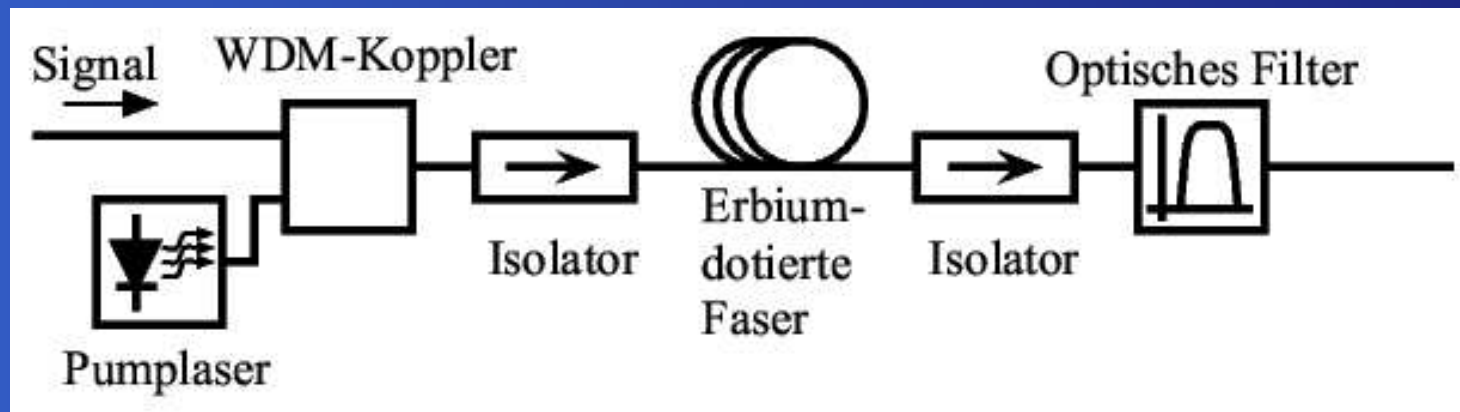 Signal
WDM-Koppler
Optisches Filter
Isolator
Erbium-
dotierte
Faser
Isolator
Pumplaser